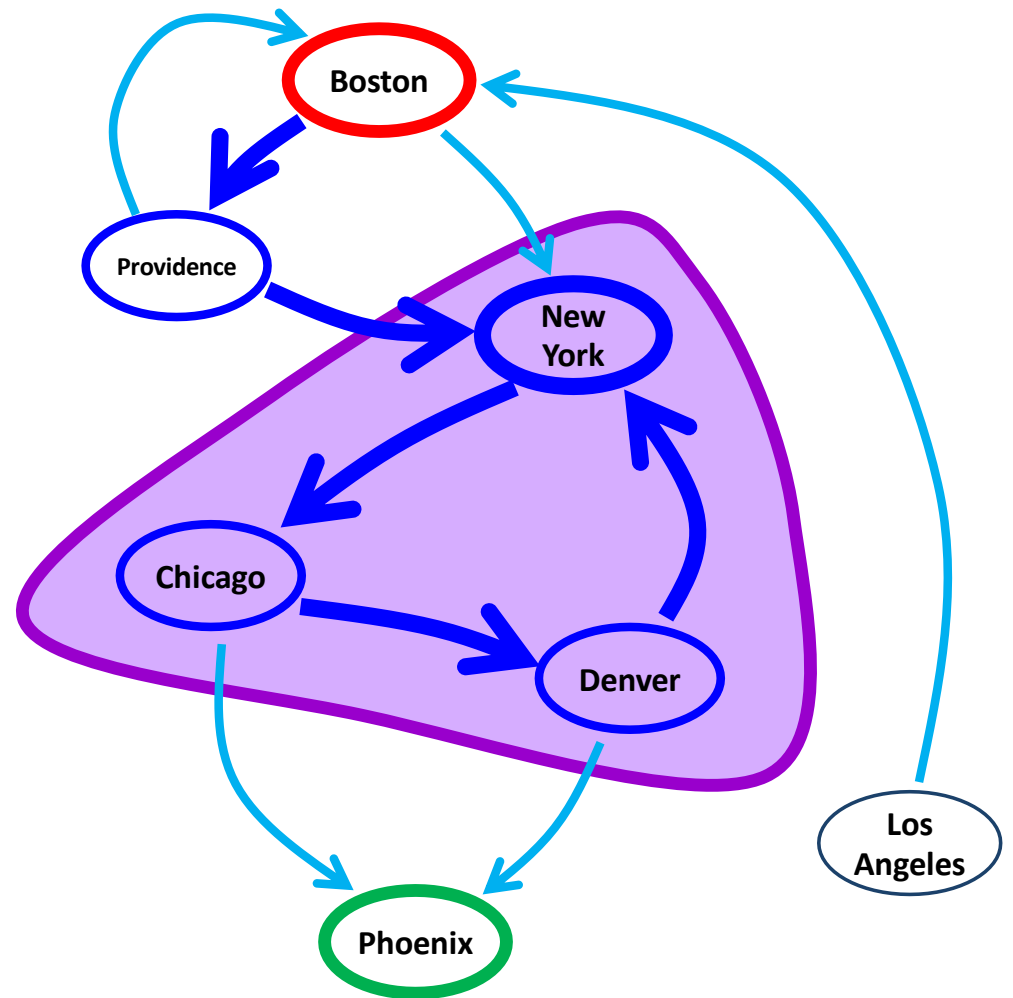 Boston
Providence
New
York
Chicago
Denver
Los
Angeles
Phoenix